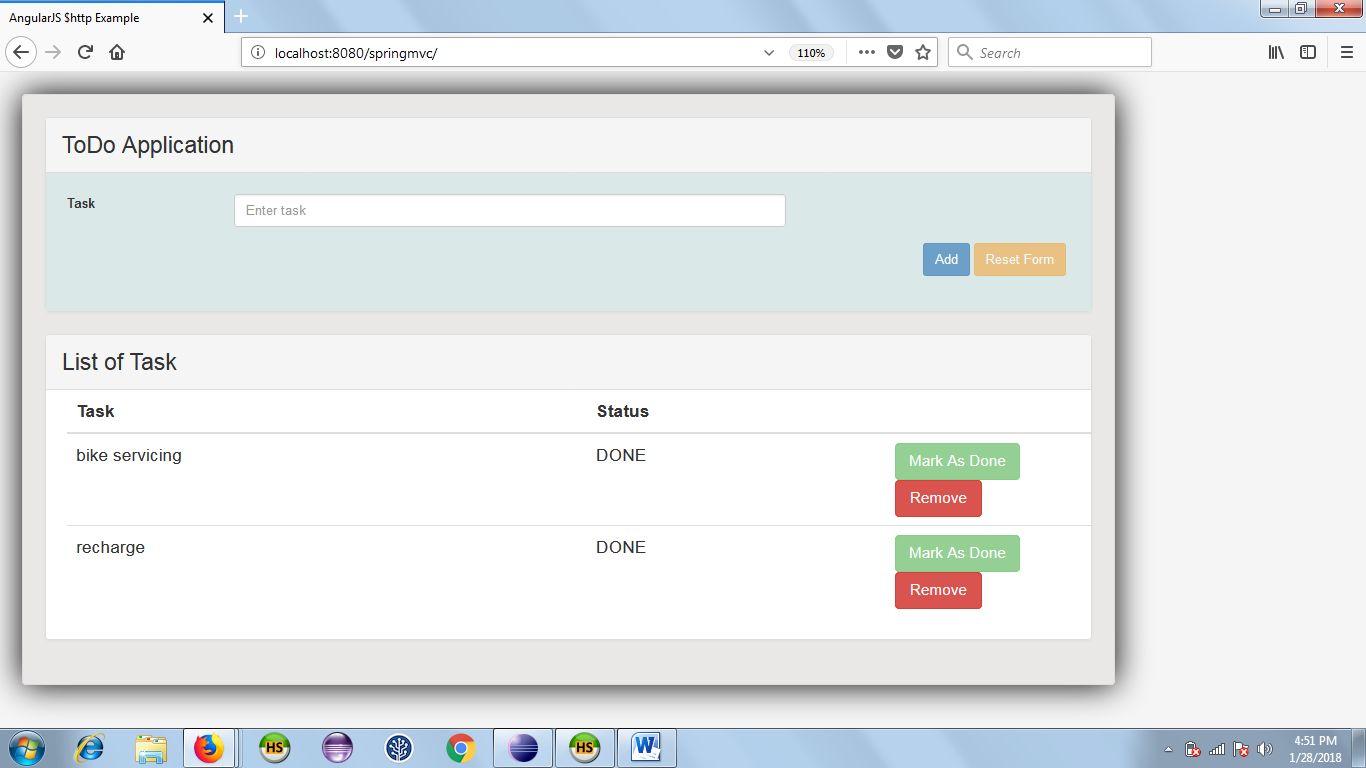 AngularJS $http Example
localhost:8080/springmvc/
110%
Search
ToDo Application
Task
Enter task
Add
Reset Form
List of Task
Task Status
bike servicing DONE
Mark As Done
Remove
recharge DONE
Mark As Done
Remove
HS
HS
W
4:51 PM
1/28/2018